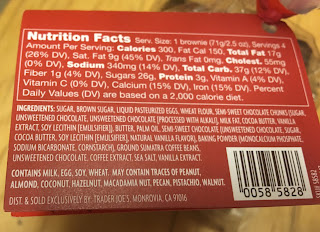 Nutrition Facts Serv. Size: 1 brownie (71g/2.5 oz), Servings 4
Amount Per Serving: Calories 300, Fat Cal 150, Total Fat 17g
(26% DV), Sat. Fat 9g (45% DV), Trans Fat 0mg, Cholest. 55mg
(0% DV), Sodium 340mg (14% DV), Total Carb. 37g (12% DV),
Fiber 1g (4% DV), Sugars 26g, Protein 3g, Vitamin A (4% DV),
Vitamin C (0% DV), Calcium (15% DV), Iron (15% DV). Percent
Daily Values (DV) are based on a 2,000 calorie diet.
INGREDIENTS: SUGAR, BROWN SUGAR, LIQUID PASTEURIZED EGGS, WHEAT FLOUR, SEMI-SWEET CHOCOLATE CHUNKS (SUGAR,
UNSWEETENED CHOCOLATE, UNSWEETENED CHOCOLATE [PROCESSED WITH ALKALI], MILK FAT, COCOA BUTTER, VANILLA
EXTRACT, SOY LECITHIN [EMULSIFIER]), BUTTER, PALM OIL, SEMI-SWEET CHOCOLATE (UNSWEETENED CHOCOLATE, SUGAR,
COCOA BUTTER, SOY LECITHIN [EMULSIFIER], NATURAL VANILLA FLAVOR), BAKING POWDER (MONOCALCIUM PHOSPHATE,
SODIUM BICARBONATE, CORNSTARCH), GROUND SUMATRA COFFEE BEANS,
UNSWEETENED CHOCOLATE, COFFEE EXTRACT, SEA SALT, VANILLA EXTRACT.
CONTAINS MILK, EGG, SOY, WHEAT. MAY CONTAIN TRACES OF PEANUT,
ALMOND, COCONUT, HAZELNUT, MACADAMIA NUT, PECAN, PISTACHIO, WALNUT.
DIST. & SOLD EXCLUSIVELY BY: TRADER JOE'S, MONROVIA, CA 91016
0058 5828
SKU# 58582